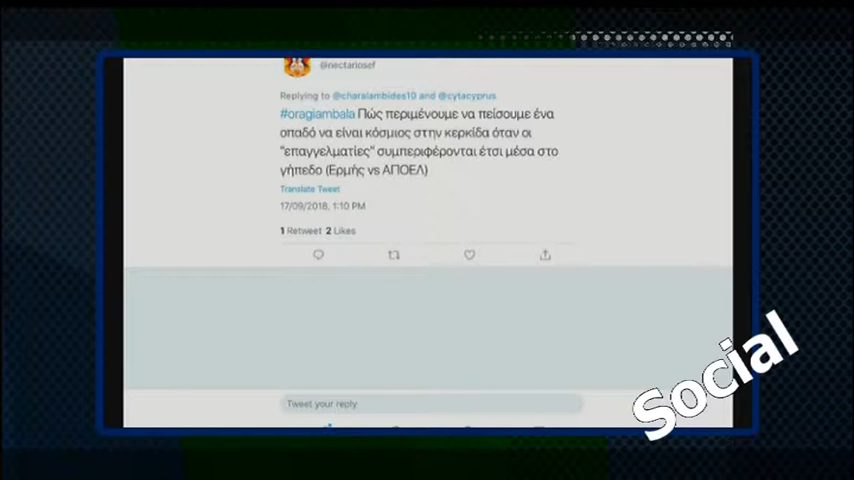 @nectariosef
Replying to @charalambides10 and @cytacyprus
#oragiambala Πώς περιμένουμε να πείσουμε ένα
οπαδό να είναι κόσμιος στην κερκίδα όταν οι
"επαγγελματίες" συμπεριφέρονται έτσι μέσα στο
γήπεδο (Ερμής vs ΑΠΟΕΛ)
Translate Tweet
17/09/2018, 1:10 PM
1 Retweet 2 Likes
Tweet your reply
Social